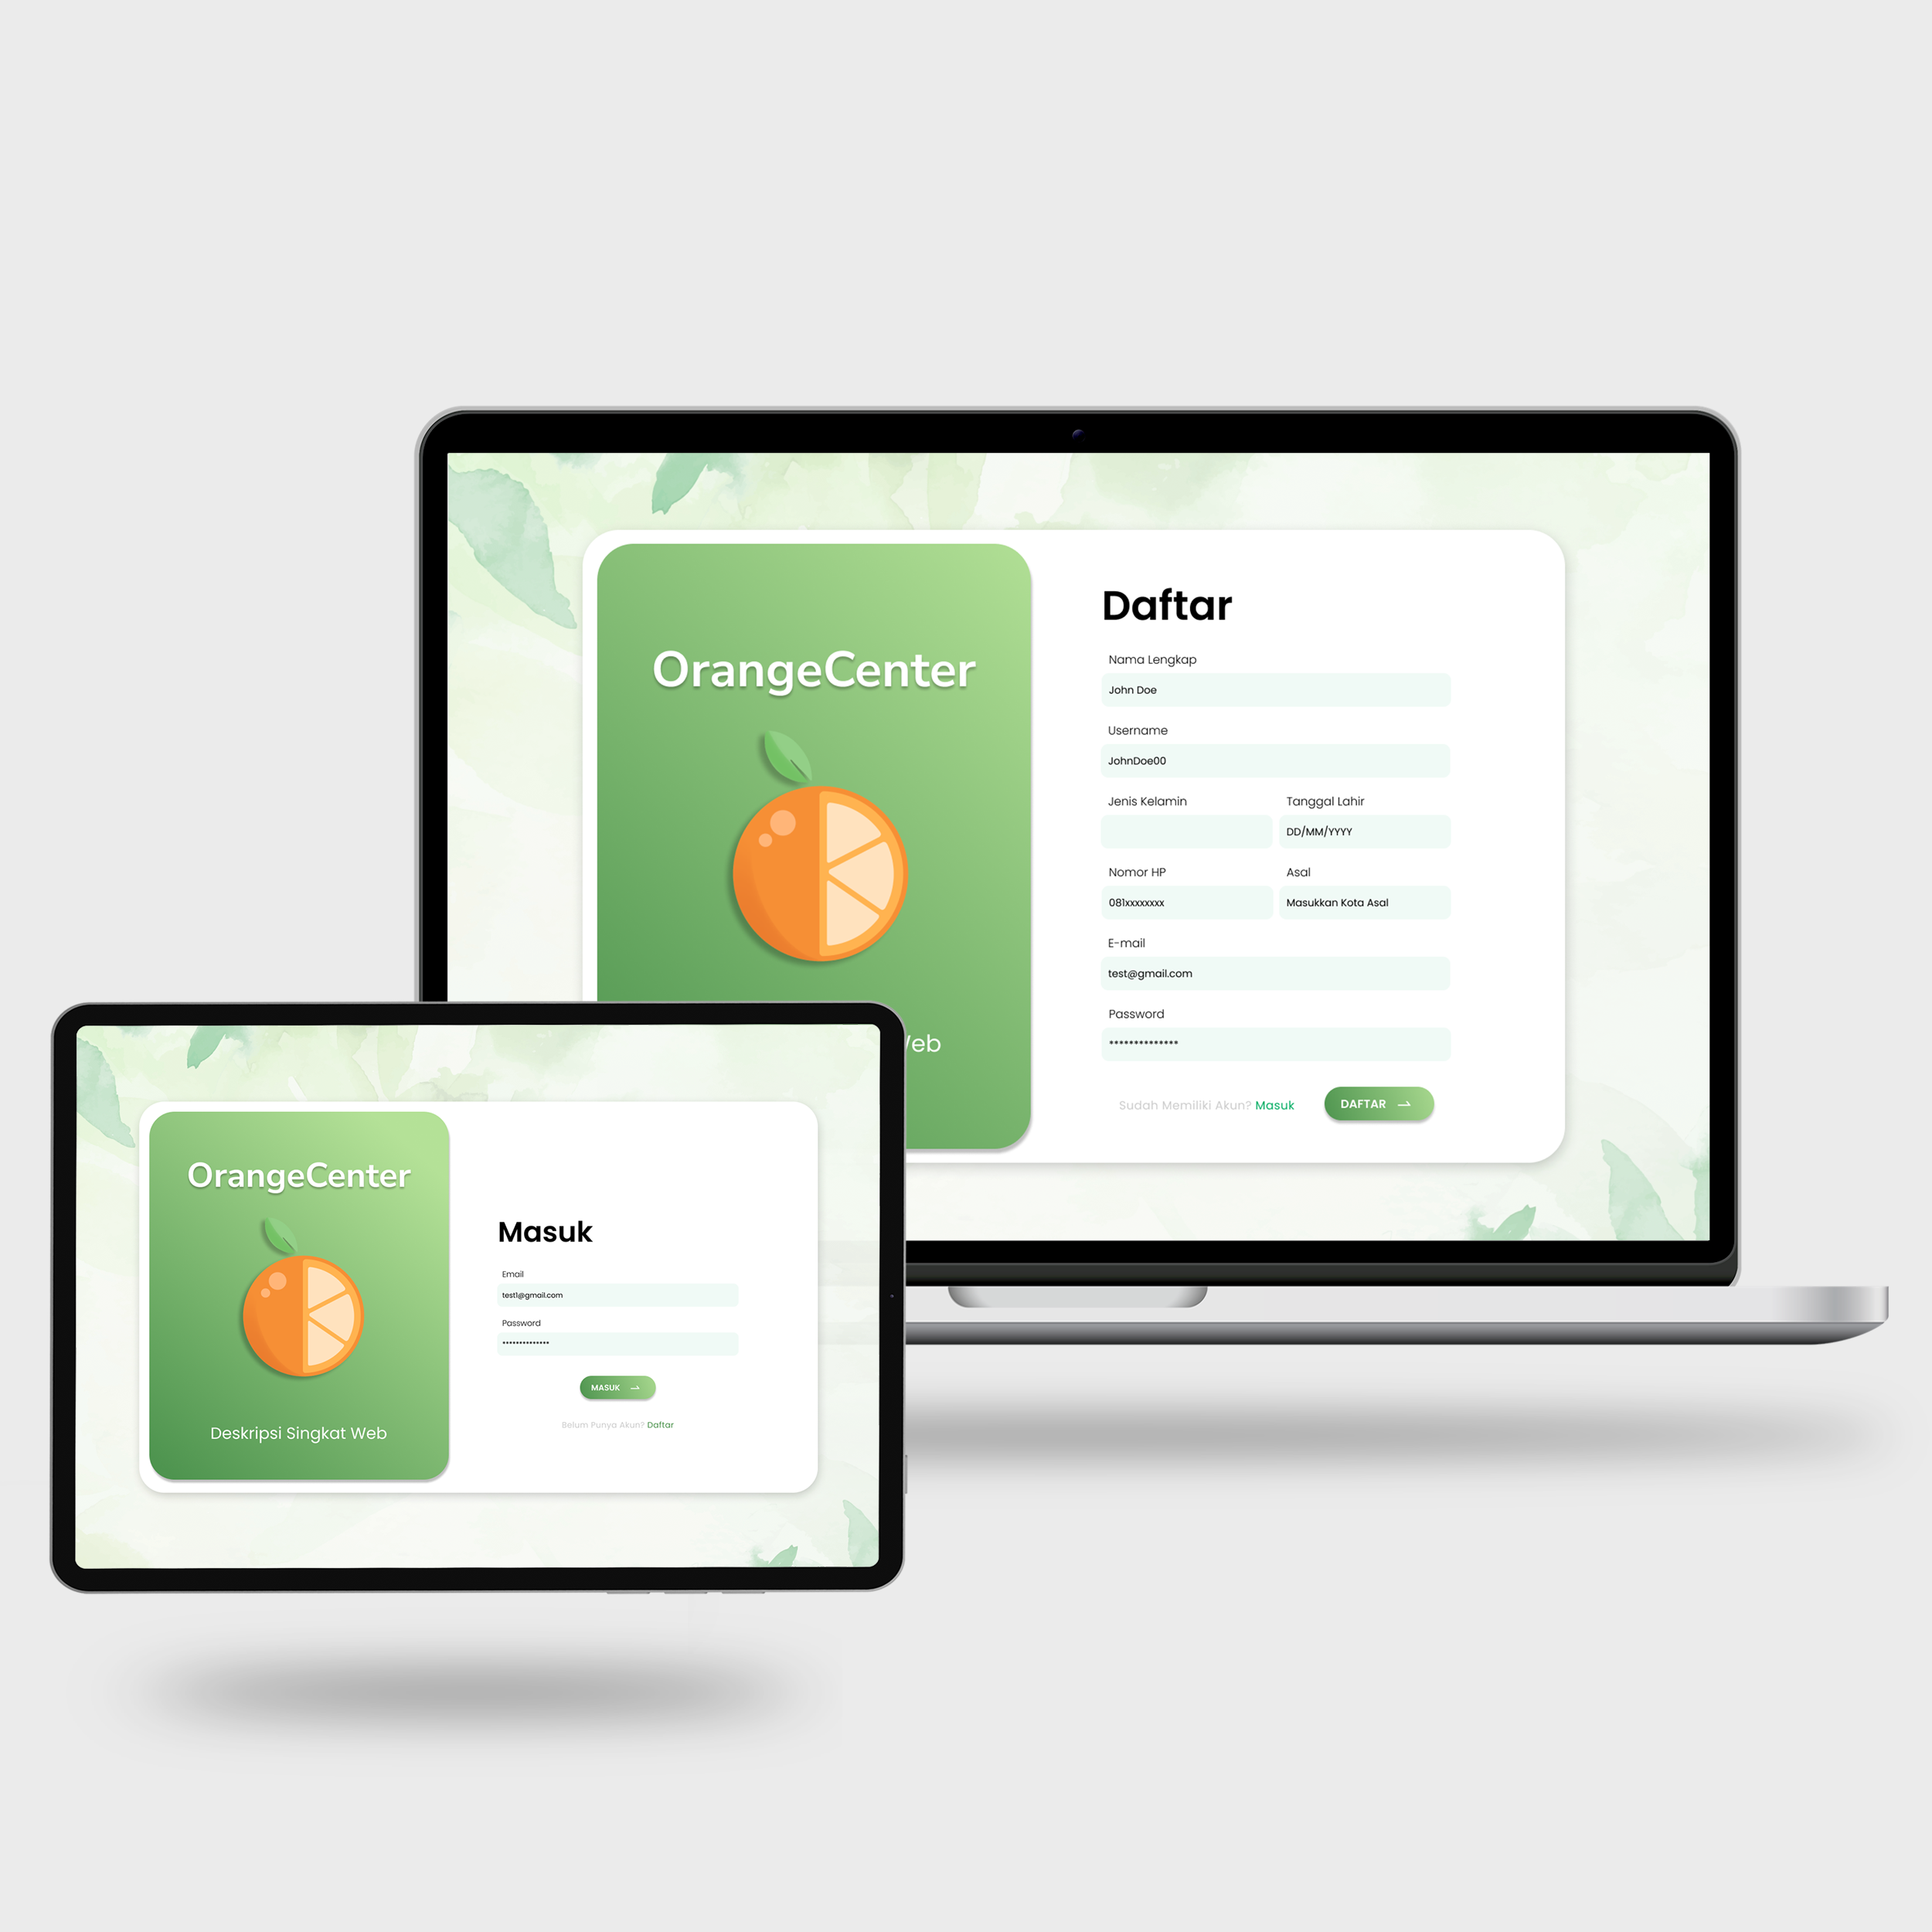 OrangeCenter
Daftar
Nama Lengkap
John Doe
Username
JohnDoe00
Jenis Kelamin
Tanggal Lahir
DD/MM/YYYY
Nomor HP
Asal
081xxxxxxxx
Masukkan Kota Asal
E-mail
test@gmail.com
Password
**************
Sudah Memiliki Akun? Masuk
DAFTAR
OrangeCenter
Deskripsi Singkat Web
Masuk
Email
test1@gmail.com
Password
**************
MASUK
Belum Punya Akun? Daftar